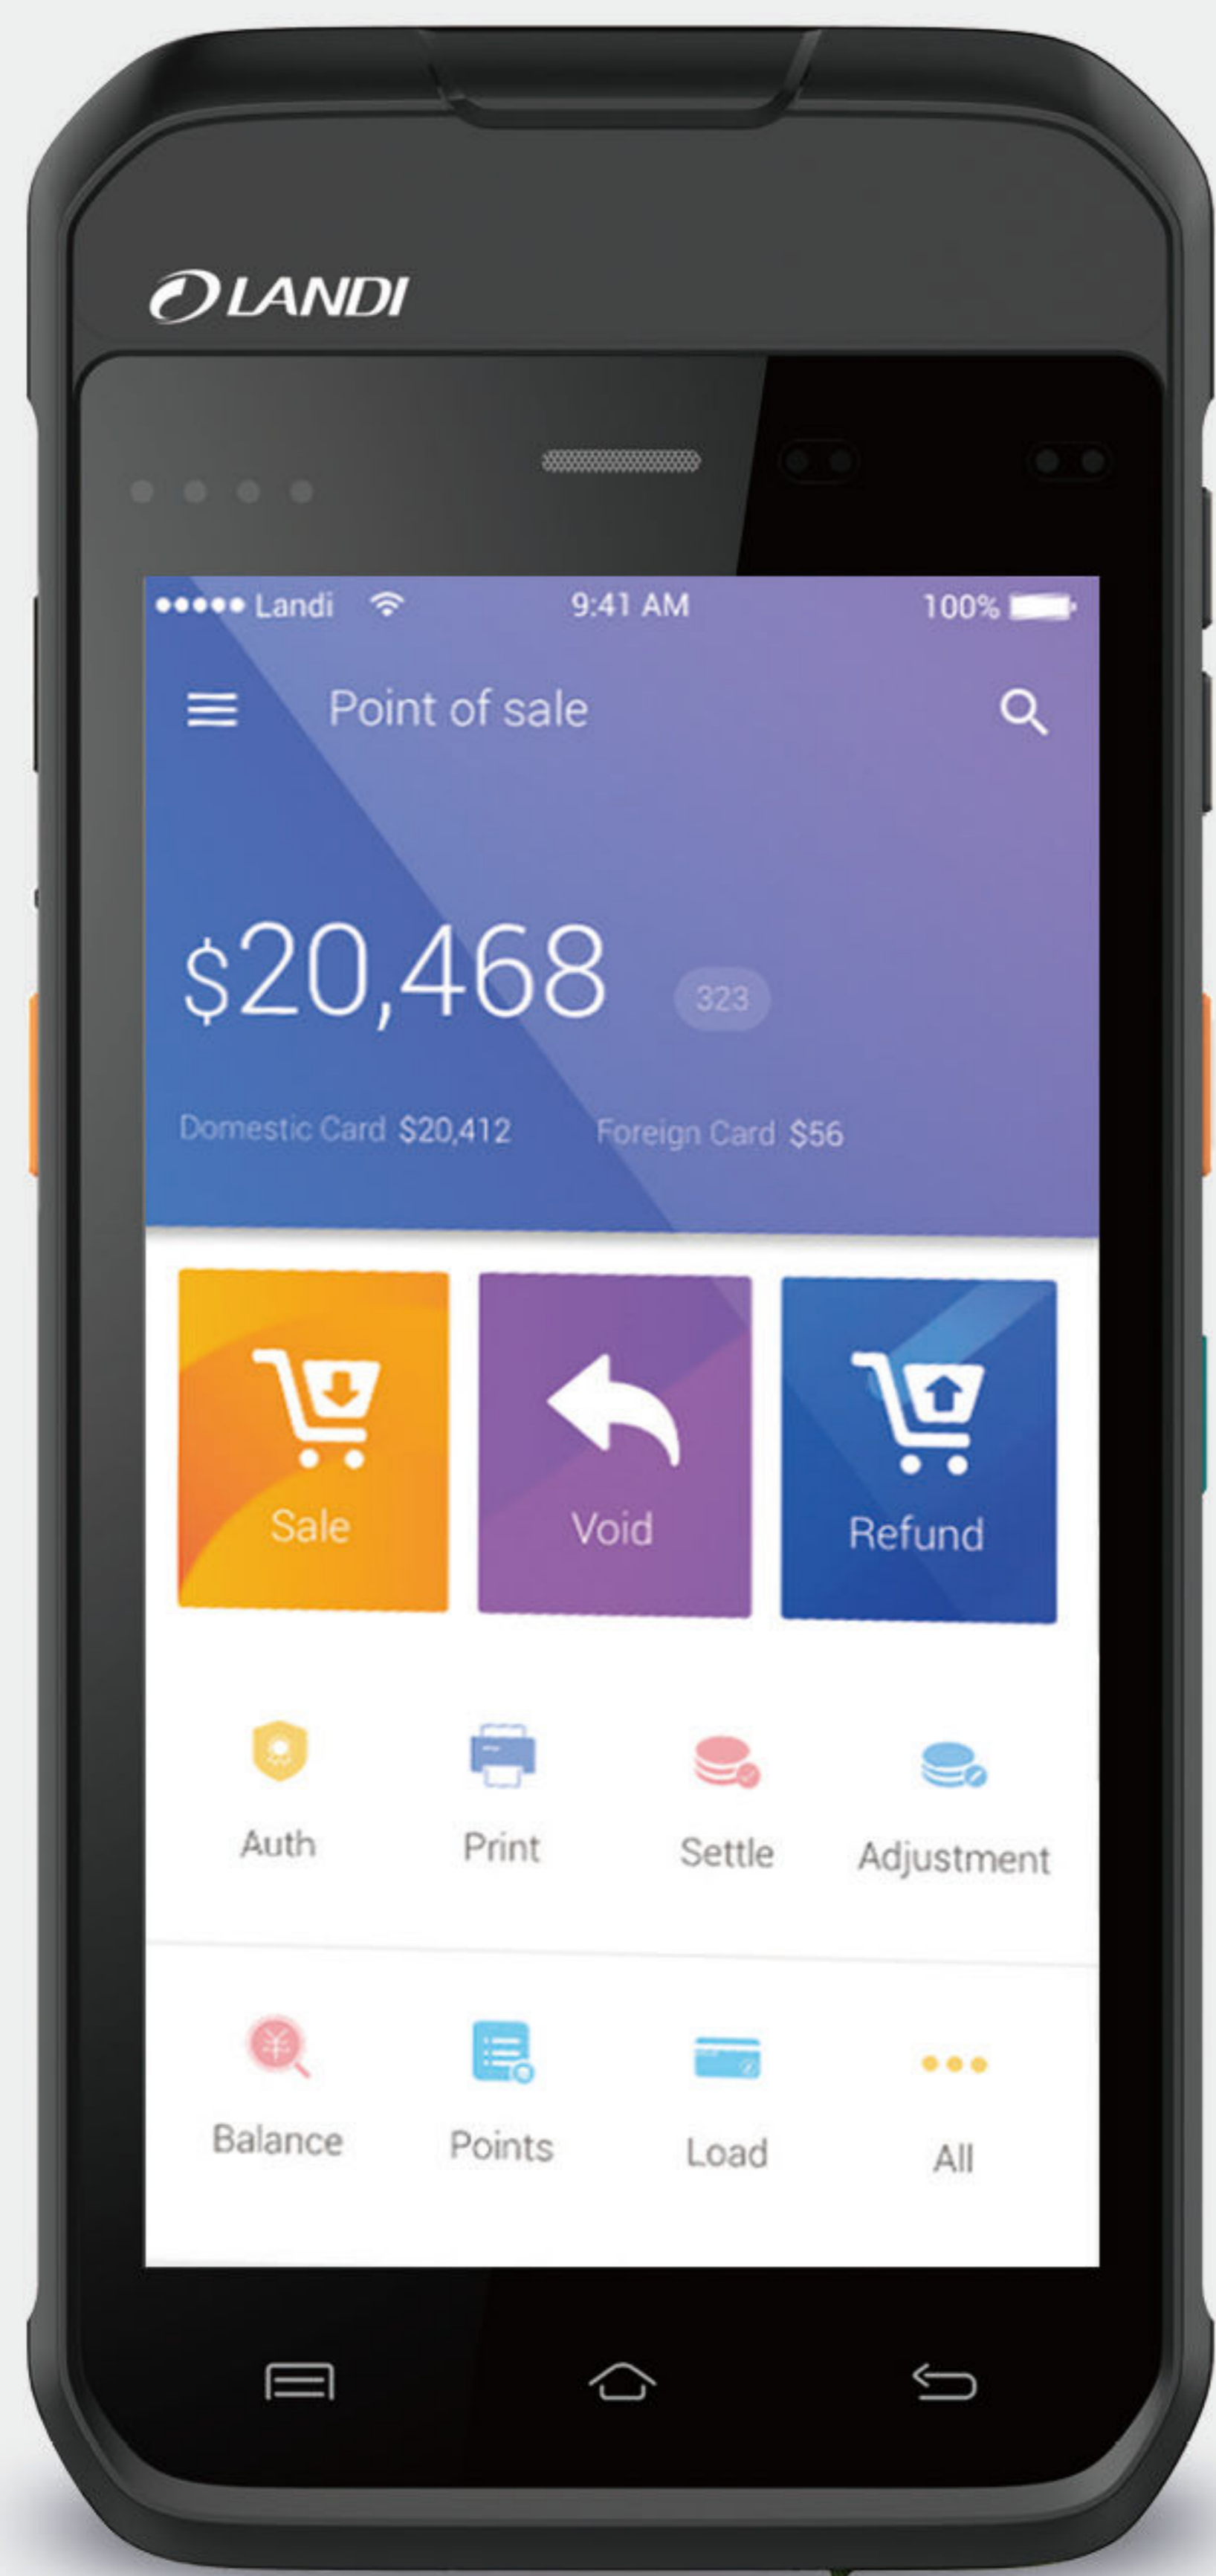 LANDI
Landi 9:41 AM 100%
Point of sale
$20,468 323
Domestic Card $20,412 Foreign Card $56
Sale Void Refund
Auth Print Settle Adjustment
Balance Points Load All